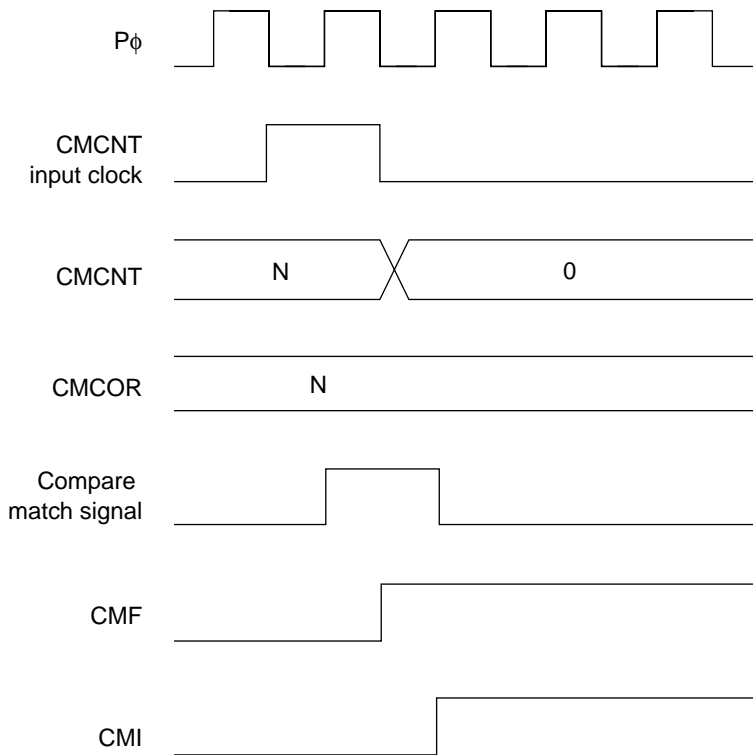 Pϕ
CMCNT
input clock
CMCNT
N
0
CMCOR
N
Compare
match signal
CMF
CMI